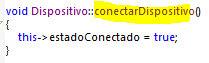 void Dispositivo::conectarDispositivo()
{
    this->estadoConectado = true;
}